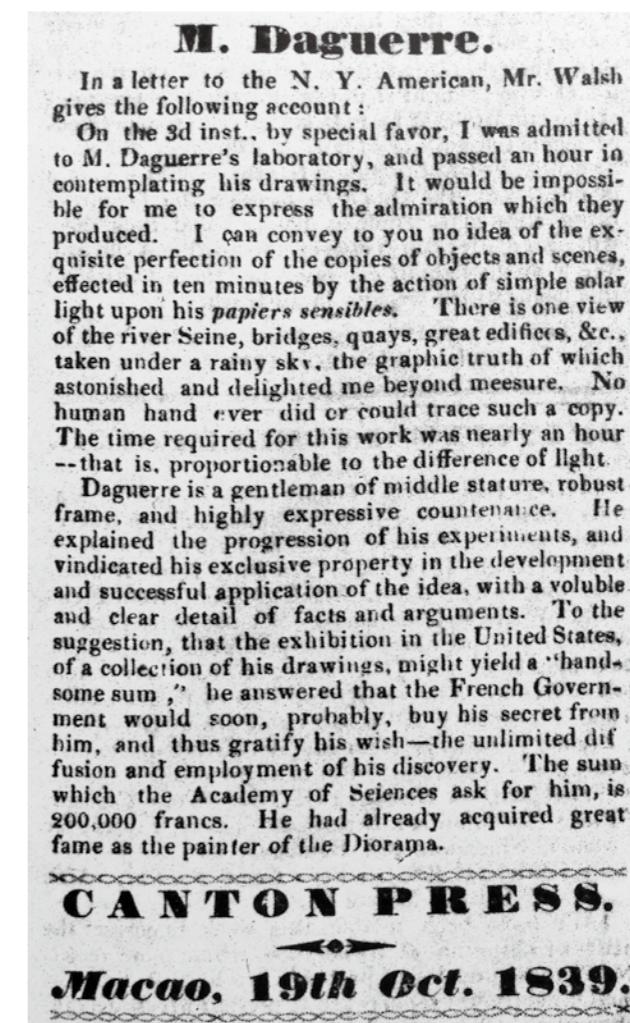 M. Daguerre.
In a letter to the N. Y. American, Mr. Walsh
gives the following account :
On the 3d inst., by special favor, I was admitted
to M. Daguerre's laboratory, and passed an hour in
contemplating his drawings. It would be impossi-
ble for me to express the admiration which they
produced. I can convey to you no idea of the ex-
quisite perfection of the copies of objects and scenes,
effected in ten minutes by the action of simple solar
light upon his papiers sensibles. There is one view
of the river Seine, bridges, quays, great edifices, &c.,
taken under a rainy sky, the graphic truth of which
astonished and delighted me beyond meesure. No
human hand ever did or could trace such a copy.
The time required for this work was nearly an hour
--that is, proportionable to the difference of light
Daguerre is a gentleman of middle stature, robust
frame, and highly expressive countenance. He
explained the progression of his experiments, and
vindicated his exclusive property in the development
and successful application of the idea, with a voluble
and clear detail of facts and arguments. To the
suggestion, that the exhibition in the United States,
of a collection of his drawings, might yield a "hand-
some sum ," he answered that the French Govern-
ment would soon, probably, buy his secret from
him, and thus gratify his wish—the unlimited dif
fusion and employment of his discovery. The sum
which the Academy of Seiences ask for him, is
200,000 francs. He had already acquired great
fame as the painter of the Diorama.
CANTON PRESS.
Macao, 19th Oct. 1839.